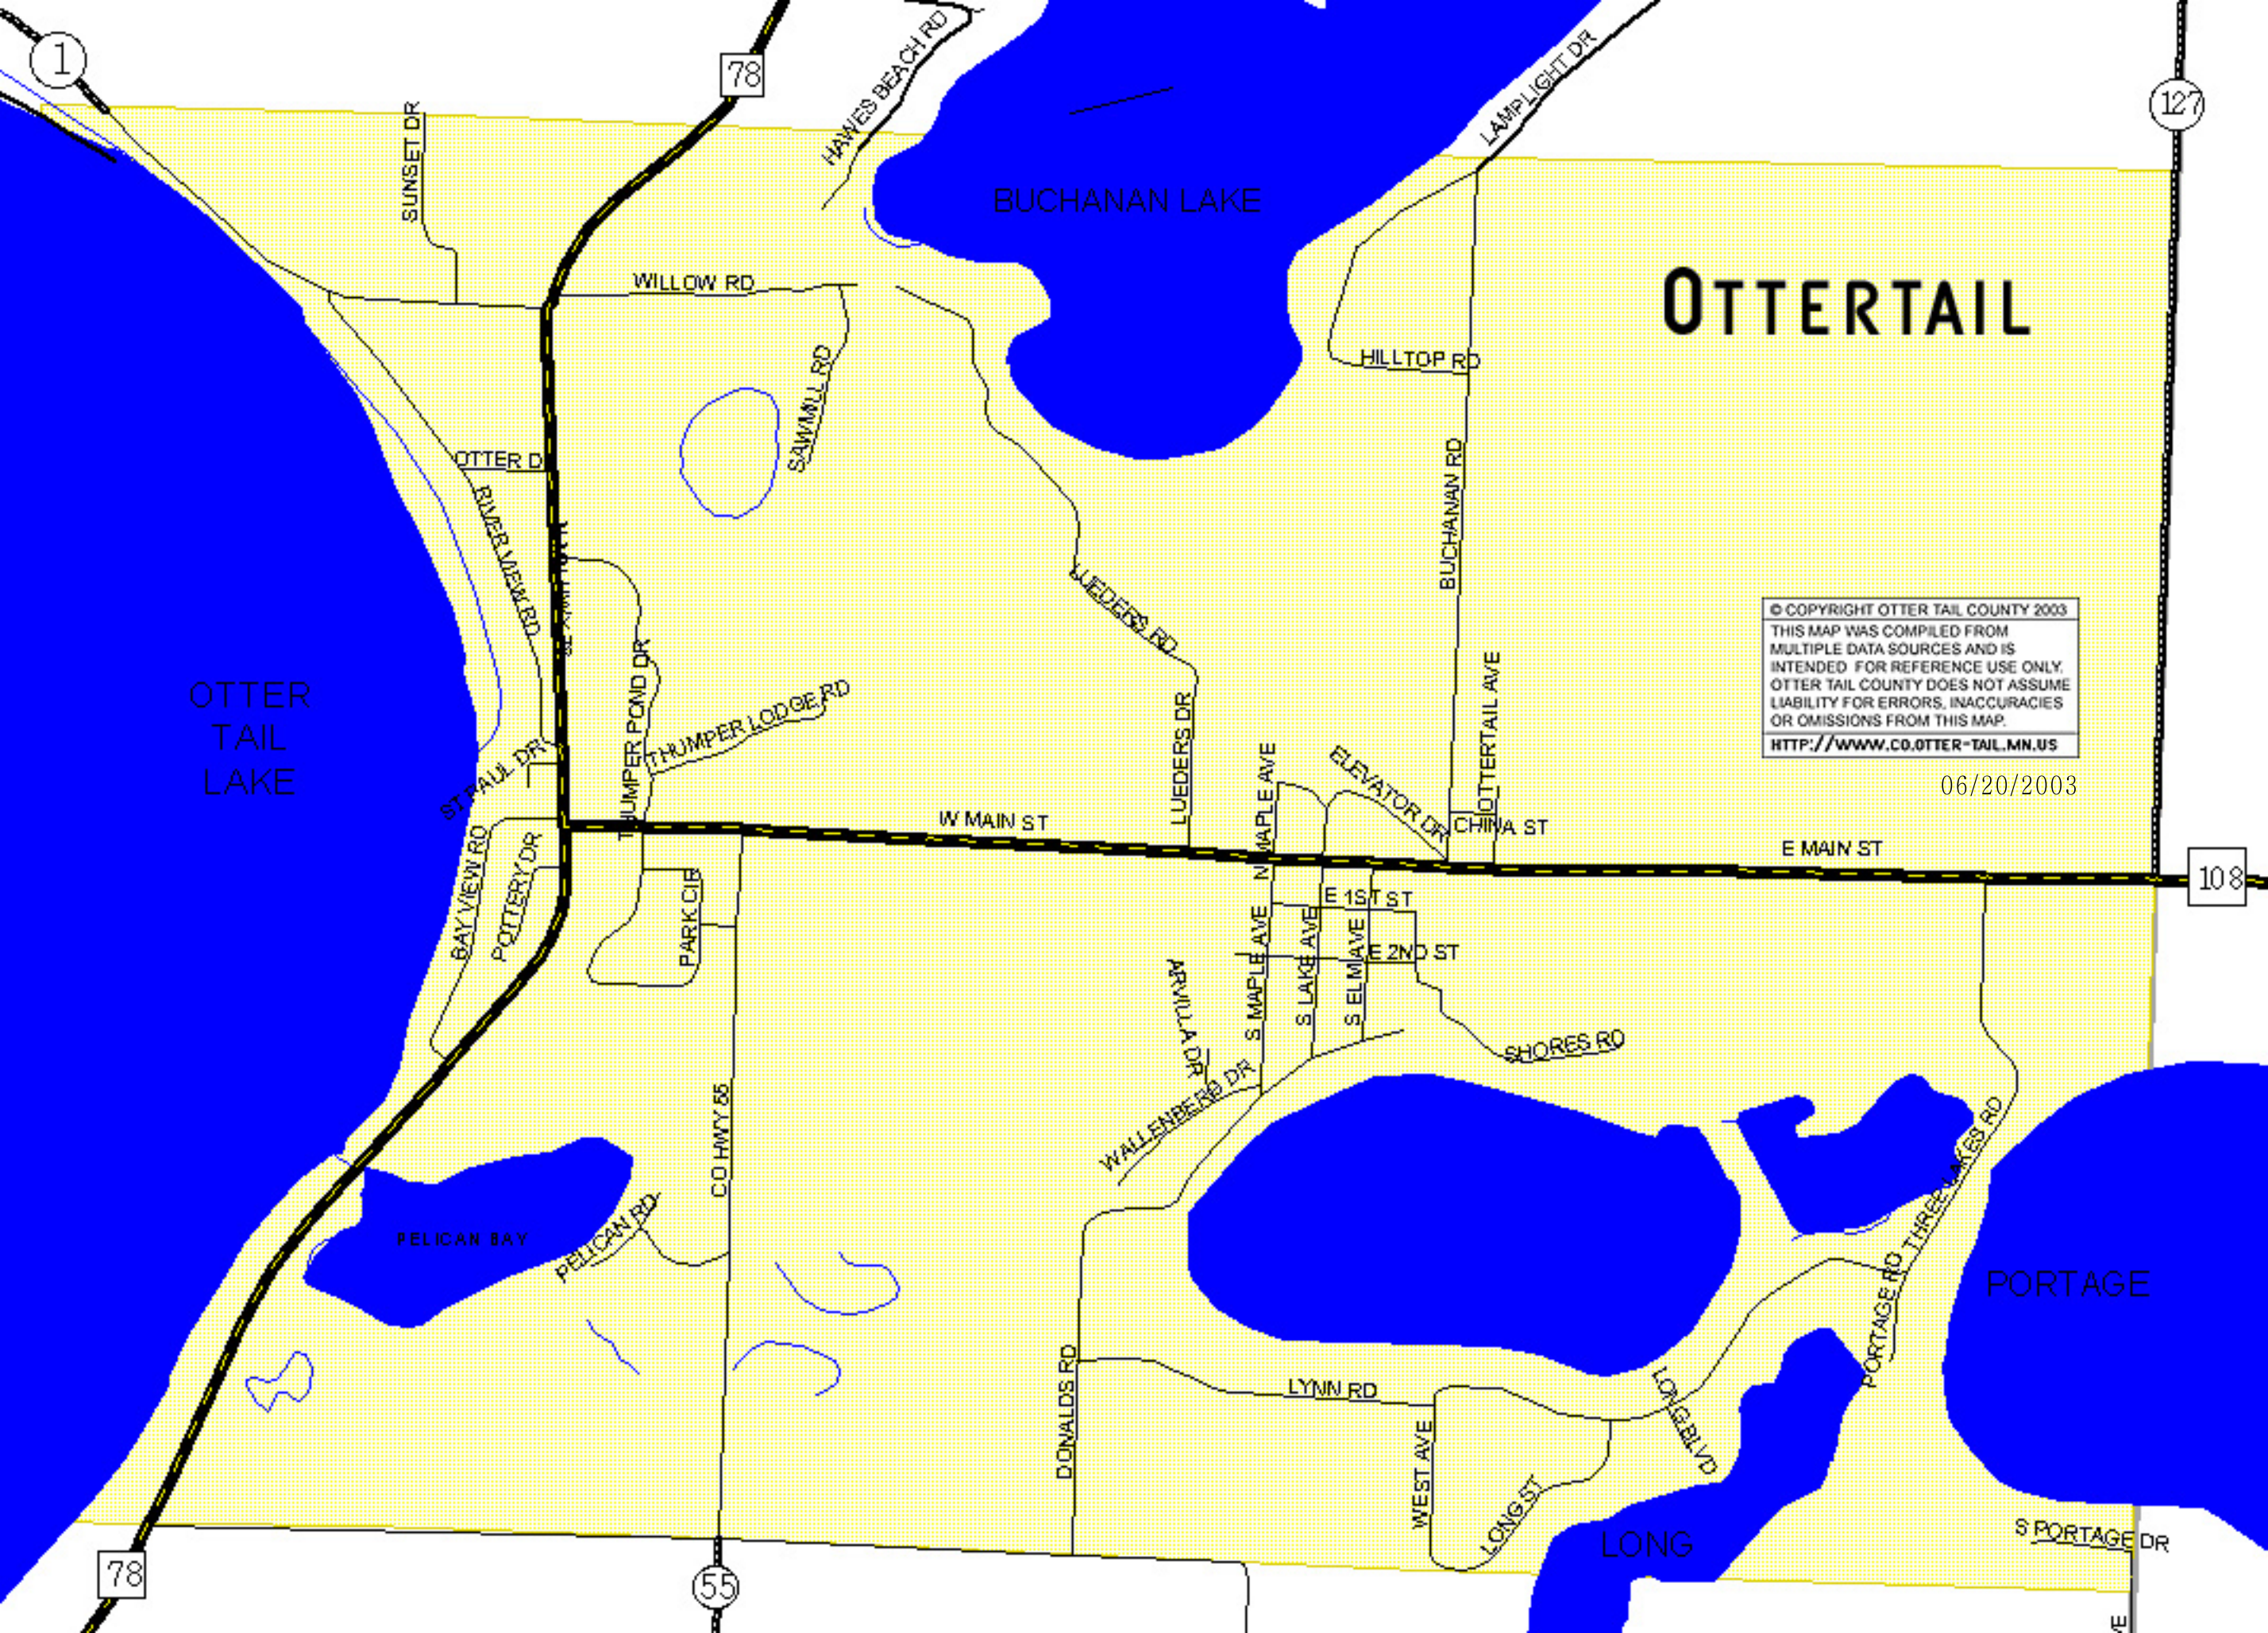 1
78
HAWES BEACH RD
LAMPLIGHT DR
127
SUNSET DR
BUCHANAN LAKE
WILLOW RD
OTTERTAIL
SAWMILL RD
HILLTOP RD
OTTER D
RIVER VIEW RD
BUCHANAN RD
LUEDERS RD
© COPYRIGHT OTTER TAIL COUNTY 2003
THIS MAP WAS COMPILED FROM
MULTIPLE DATA SOURCES AND IS
INTENDED FOR REFERENCE USE ONLY.
OTTER TAIL COUNTY DOES NOT ASSUME
LIABILITY FOR ERRORS, INACCURACIES
OR OMISSIONS FROM THIS MAP.
HTTP://WWW.CO.OTTER-TAIL.MN.US
06/20/2003
OTTER
TAIL
LAKE
THUMPER POND DR
THUMPER LODGE RD
ST PAUL DR
LUEDERS DR
N MAPLE AVE
ELEVATOR DR
OTTERTAIL AVE
CHINA ST
W MAIN ST
E MAIN ST
108
BAY VIEW RD
POTTERY DR
PARK CIR
E 1ST ST
E 2ND ST
S MAPLE AVE
S LAKE AVE
S ELM AVE
ARVILLA DR
SHORES RD
WALLENBERG DR
CO HWY 55
THREE LAKES RD
PELICAN BAY
PELICAN RD
PORTAGE RD
PORTAGE
DONALDS RD
LYNN RD
WEST AVE
LONG ST
LONG BLVD
LONG
S PORTAGE DR
78
55